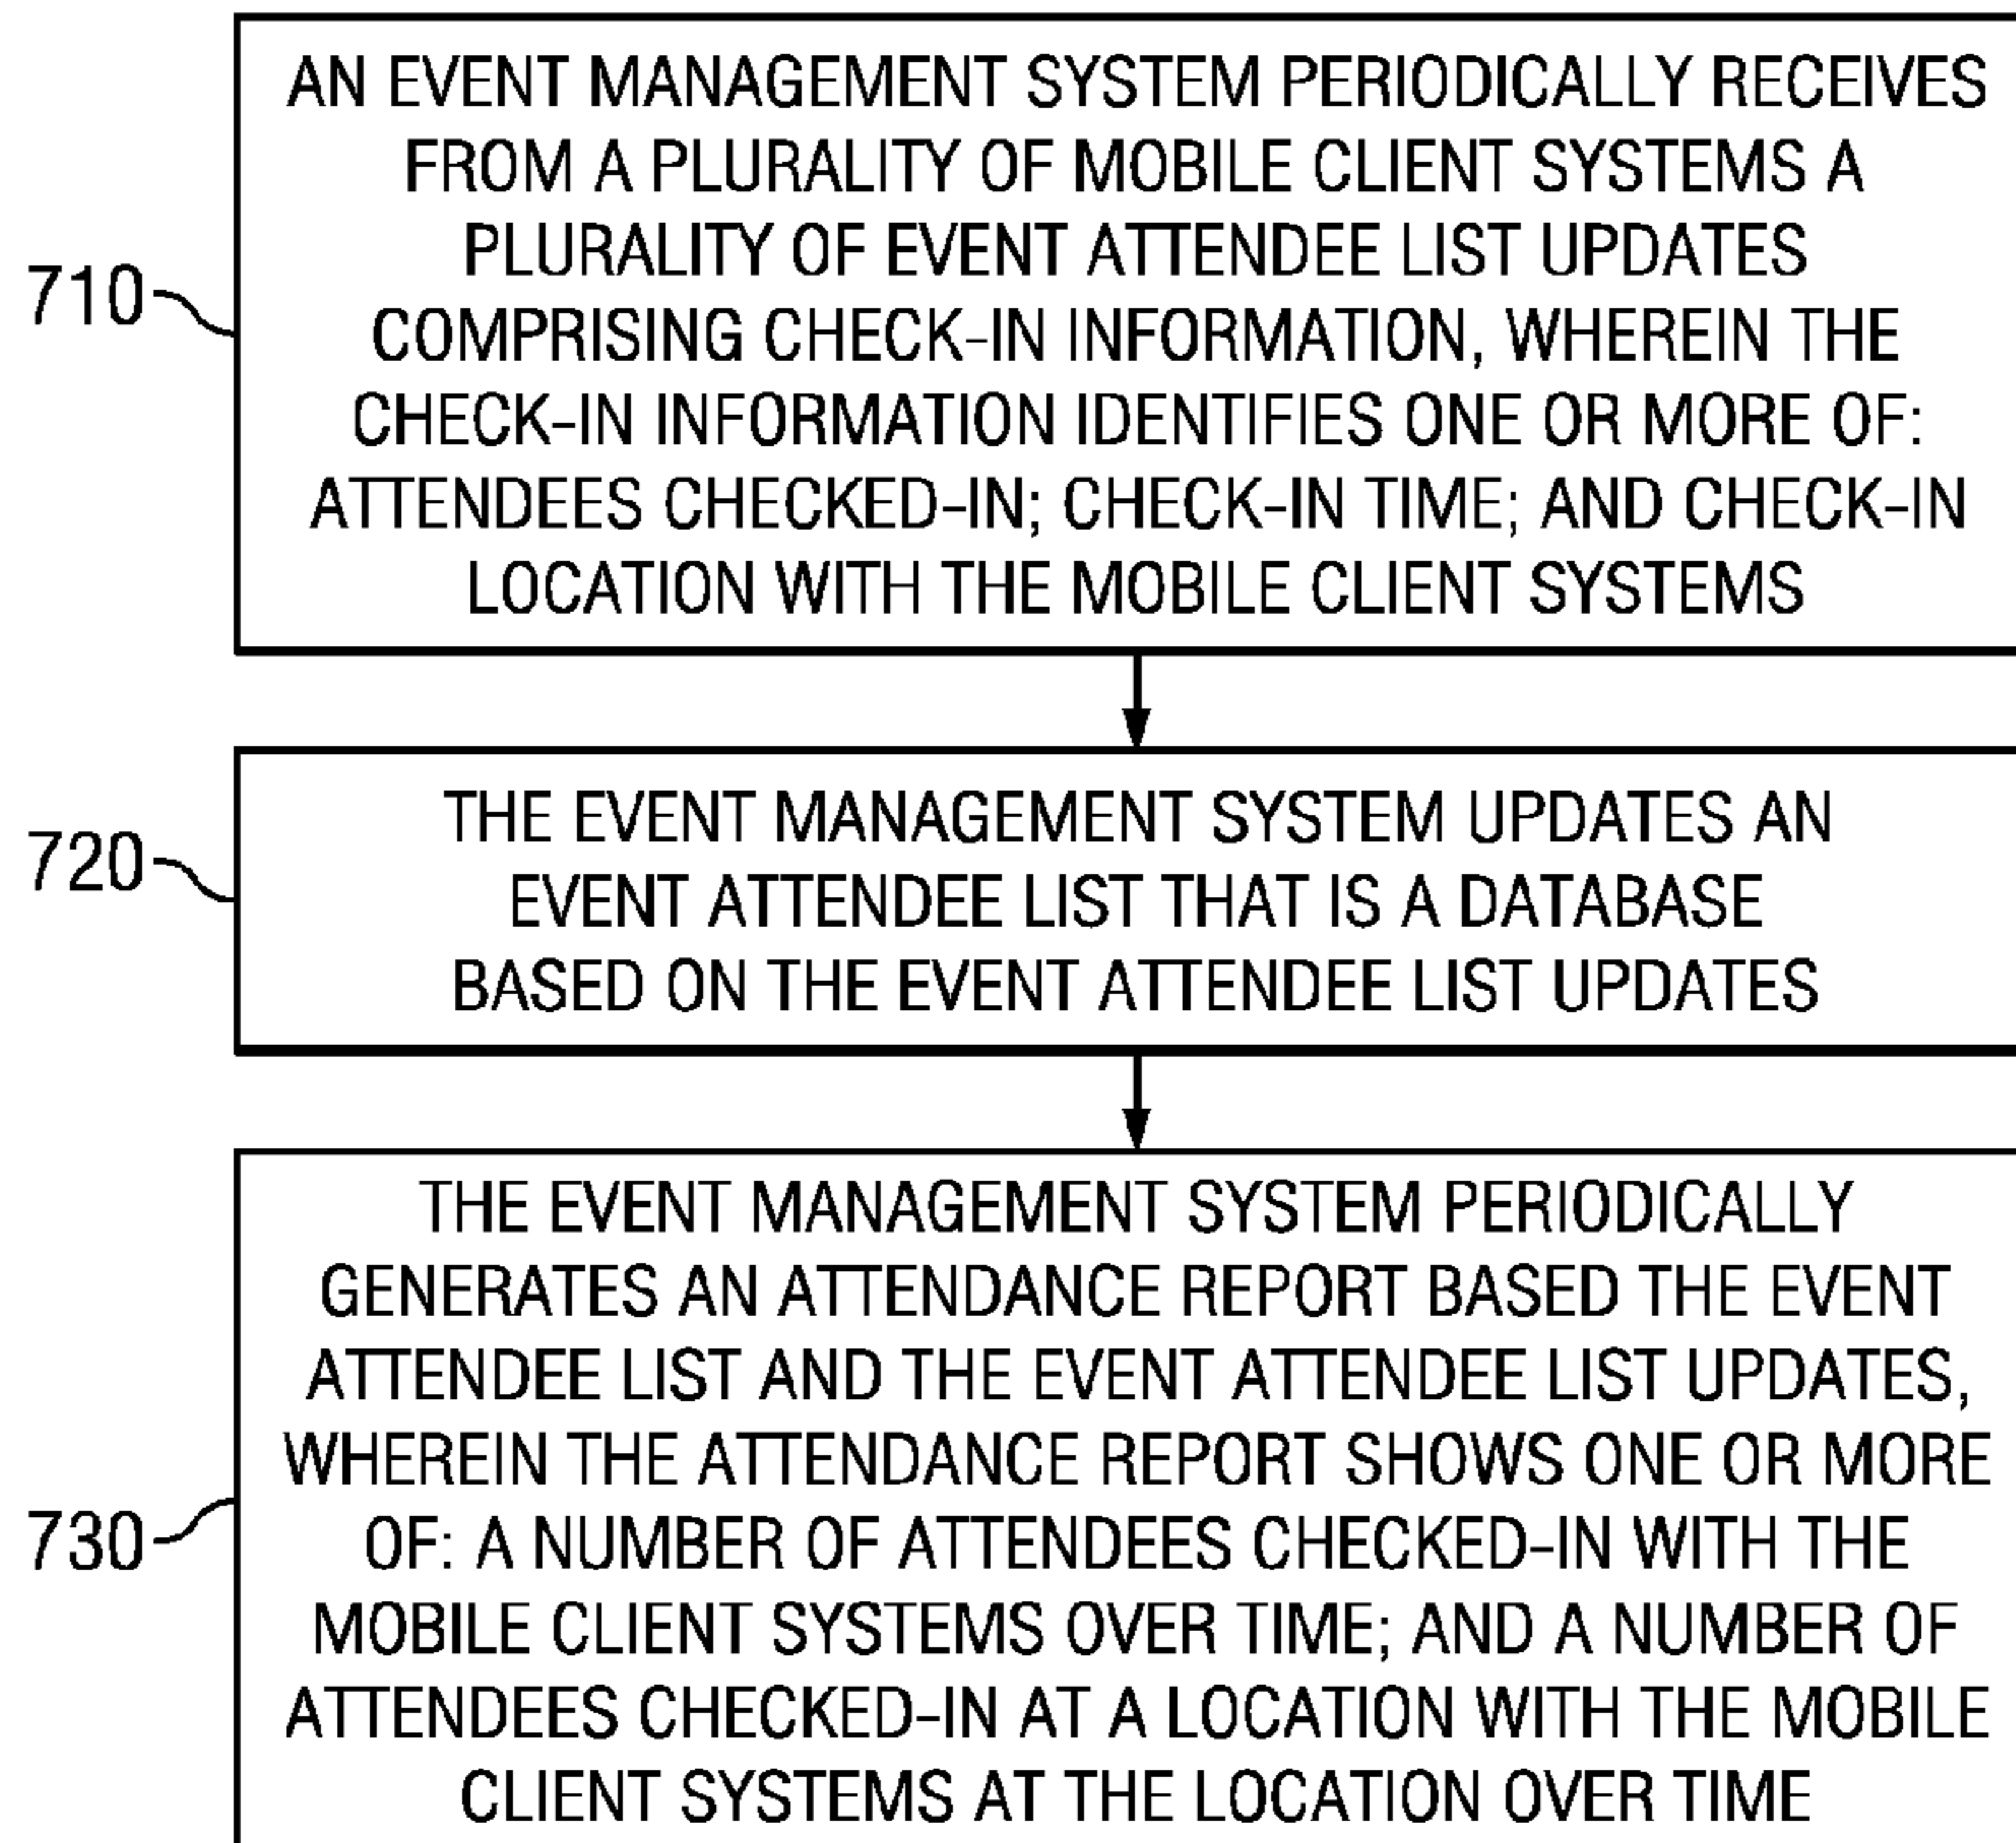 AN EVENT MANAGEMENT SYSTEM PERIODICALLY RECEIVES
FROM A PLURALITY OF MOBILE CLIENT SYSTEMS A
PLURALITY OF EVENT ATTENDEE LIST UPDATES
710
COMPRISING CHECK-IN INFORMATION, WHEREIN THE
CHECK-IN INFORMATION IDENTIFIES ONE OR MORE OF:
ATTENDEES CHECKED-IN; CHECK-IN TIME; AND CHECK-IN
LOCATION WITH THE MOBILE CLIENT SYSTEMS
THE EVENT MANAGEMENT SYSTEM UPDATES AN
720
EVENT ATTENDEE LIST THAT IS A DATABASE
BASED ON THE EVENT ATTENDEE LIST UPDATES
THE EVENT MANAGEMENT SYSTEM PERIODICALLY
GENERATES AN ATTENDANCE REPORT BASED THE EVENT
ATTENDEE LIST AND THE EVENT ATTENDEE LIST UPDATES,
WHEREIN THE ATTENDANCE REPORT SHOWS ONE OR MORE
730
OF: A NUMBER OF ATTENDEES CHECKED-IN WITH THE
MOBILE CLIENT SYSTEMS OVER TIME; AND A NUMBER OF
ATTENDEES CHECKED-IN AT A LOCATION WITH THE MOBILE
CLIENT SYSTEMS AT THE LOCATION OVER TIME